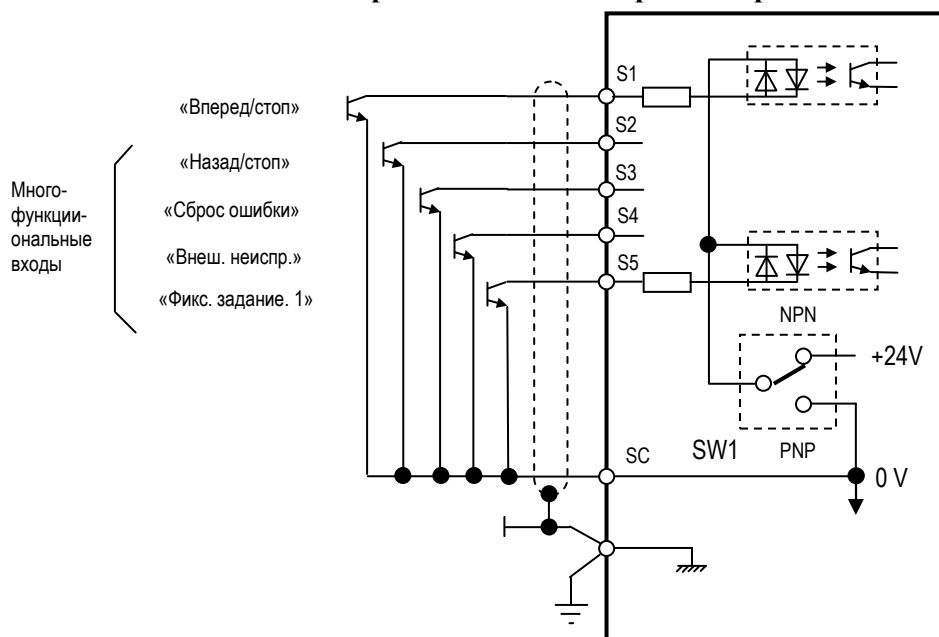 S1
«Вперед/стоп»
S2
«Назад/стоп»
S3
Много-
функци-
ональные
входы
«Сброс ошибки»
S4
«Внеш. неиспр.»
S5
«Фикс. задание. 1»
NPN
+24V
SC
SW1
PNP
0 V